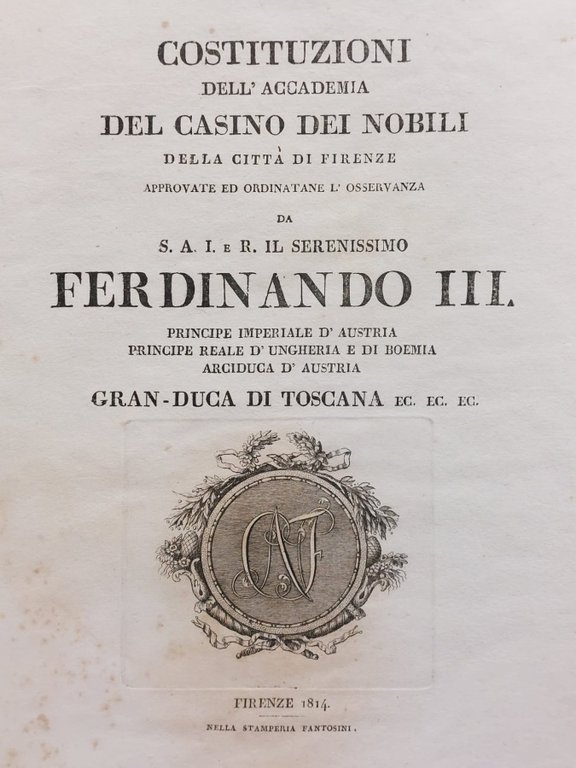 COSTITUZIONI
DELL' ACCADEMIA
DEL CASINO DEI NOBILI
DELLA CITTÀ DI FIRENZE
APPROVATE ED ORDINATANE L' OSSERVANZA
DA
S. A. I. E R. IL SERENISSIMO
FERDINANDO III.
PRINCIPE IMPERIALE D' AUSTRIA
PRINCIPE REALE D' UNGHERIA E DI BOEMIA
ARCIDUCA D' AUSTRIA
GRAN-DUCA DI TOSCANA EC. EC. EC.
FIRENZE 1814.
NELLA STAMPERIA FANTOSINI.